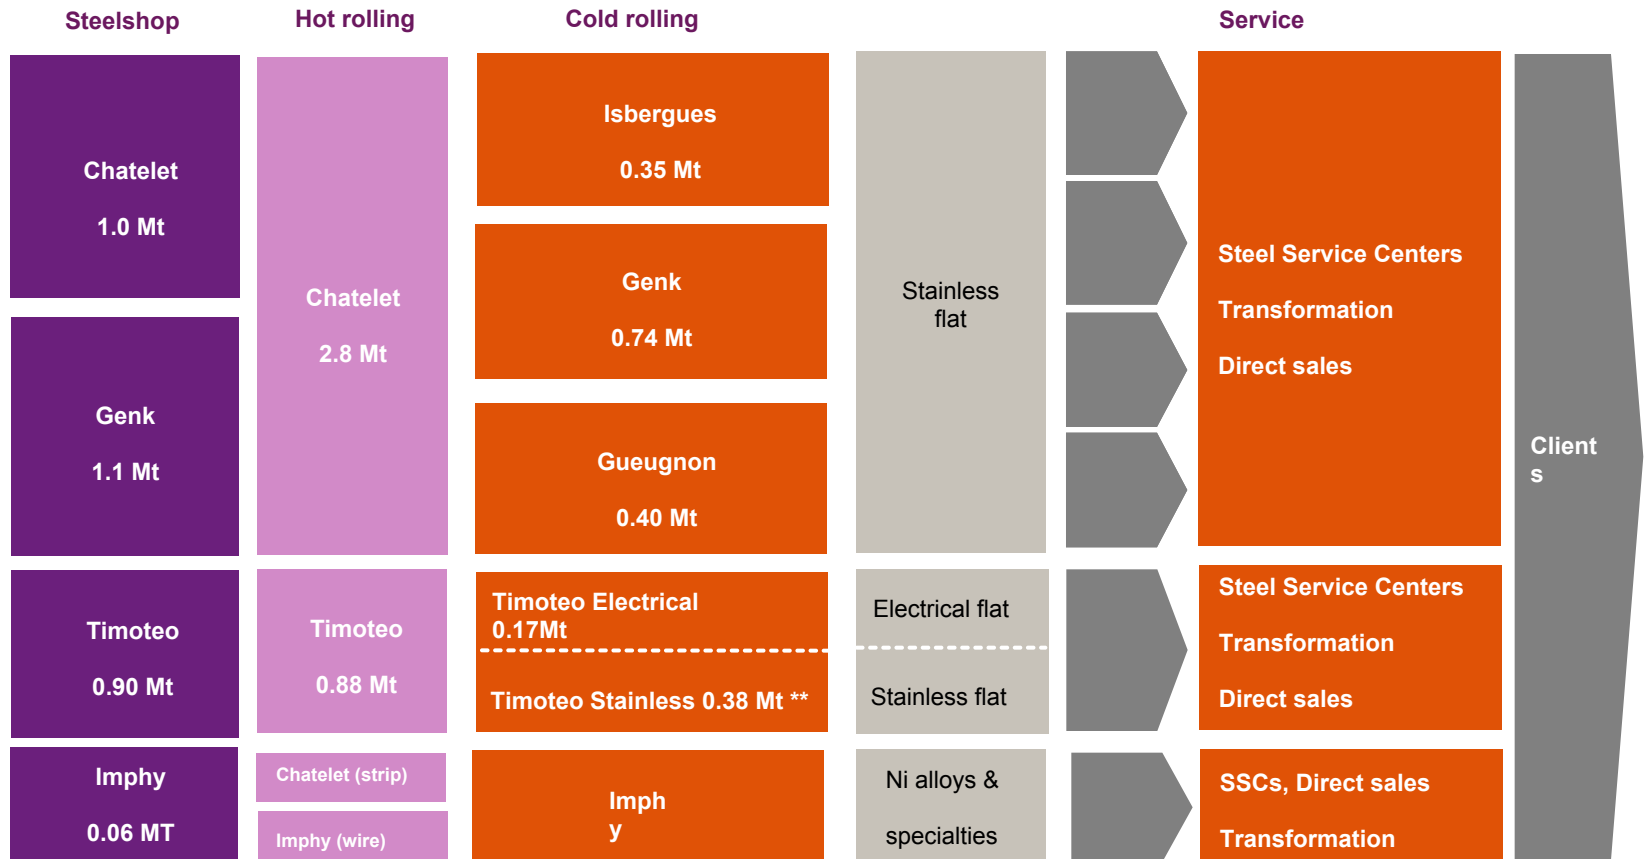 Steelshop
Hot rolling
Cold rolling
Service
Chatelet
1.0 Mt
Genk
1.1 Mt
Chatelet
2.8 Mt
Isbergues
0.35 Mt
Genk
0.74 Mt
Gueugnon
0.40 Mt
Stainless
flat
Steel Service Centers
Transformation
Direct sales
Client
s
Timoteo
0.90 Mt
Timoteo
0.88 Mt
Timoteo Electrical
0.17Mt
Timoteo Stainless 0.38 Mt **
Electrical flat
Stainless flat
Steel Service Centers
Transformation
Direct sales
Imphy
0.06 MT
Chatelet (strip)
Imphy (wire)
Imph
y
Ni alloys &
specialties
SSCs, Direct sales
Transformation